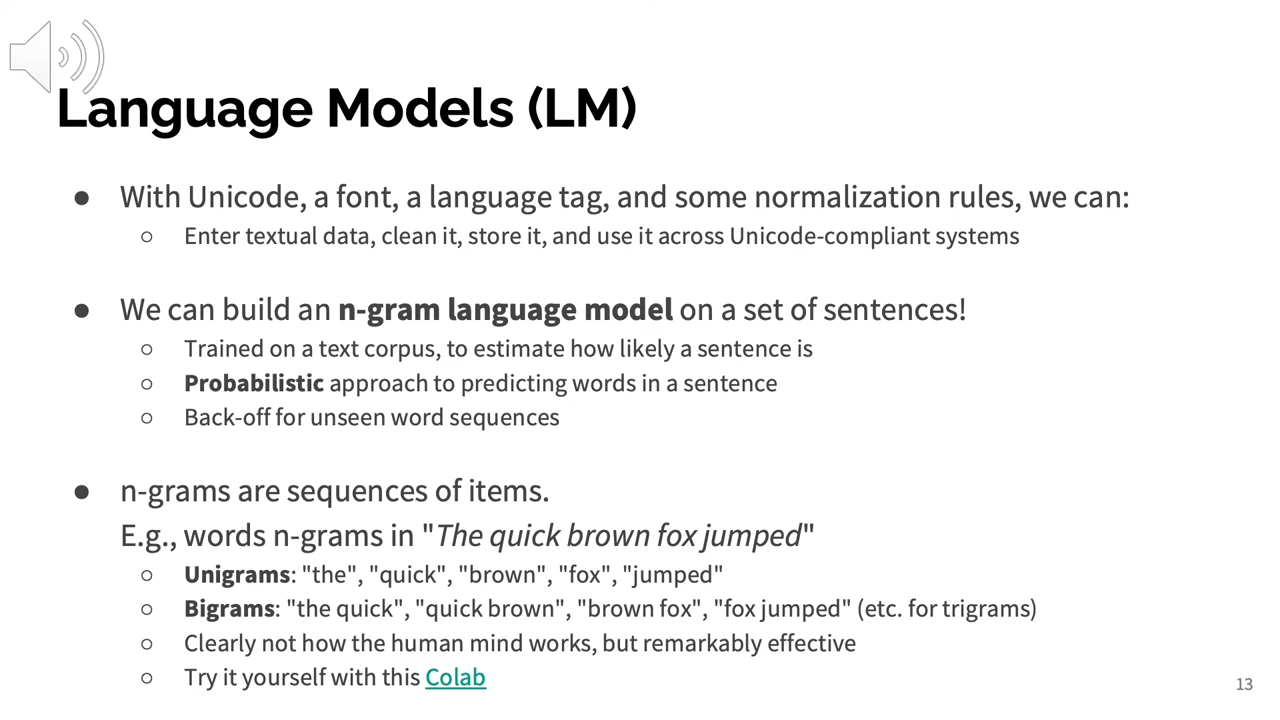 Language Models (LM)
● With Unicode, a font, a language tag, and some normalization rules, we can:
○ Enter textual data, clean it, store it, and use it across Unicode-compliant systems
● We can build an n-gram language model on a set of sentences!
○ Trained on a text corpus, to estimate how likely a sentence is
○ Probabilistic approach to predicting words in a sentence
○ Back-off for unseen word sequences
● n-grams are sequences of items.
E.g., words n-grams in "The quick brown fox jumped"
○ Unigrams: "the", "quick", "brown", "fox", "jumped"
○ Bigrams: "the quick", "quick brown", "brown fox", "fox jumped" (etc. for trigrams)
○ Clearly not how the human mind works, but remarkably effective
○ Try it yourself with this Colab
13